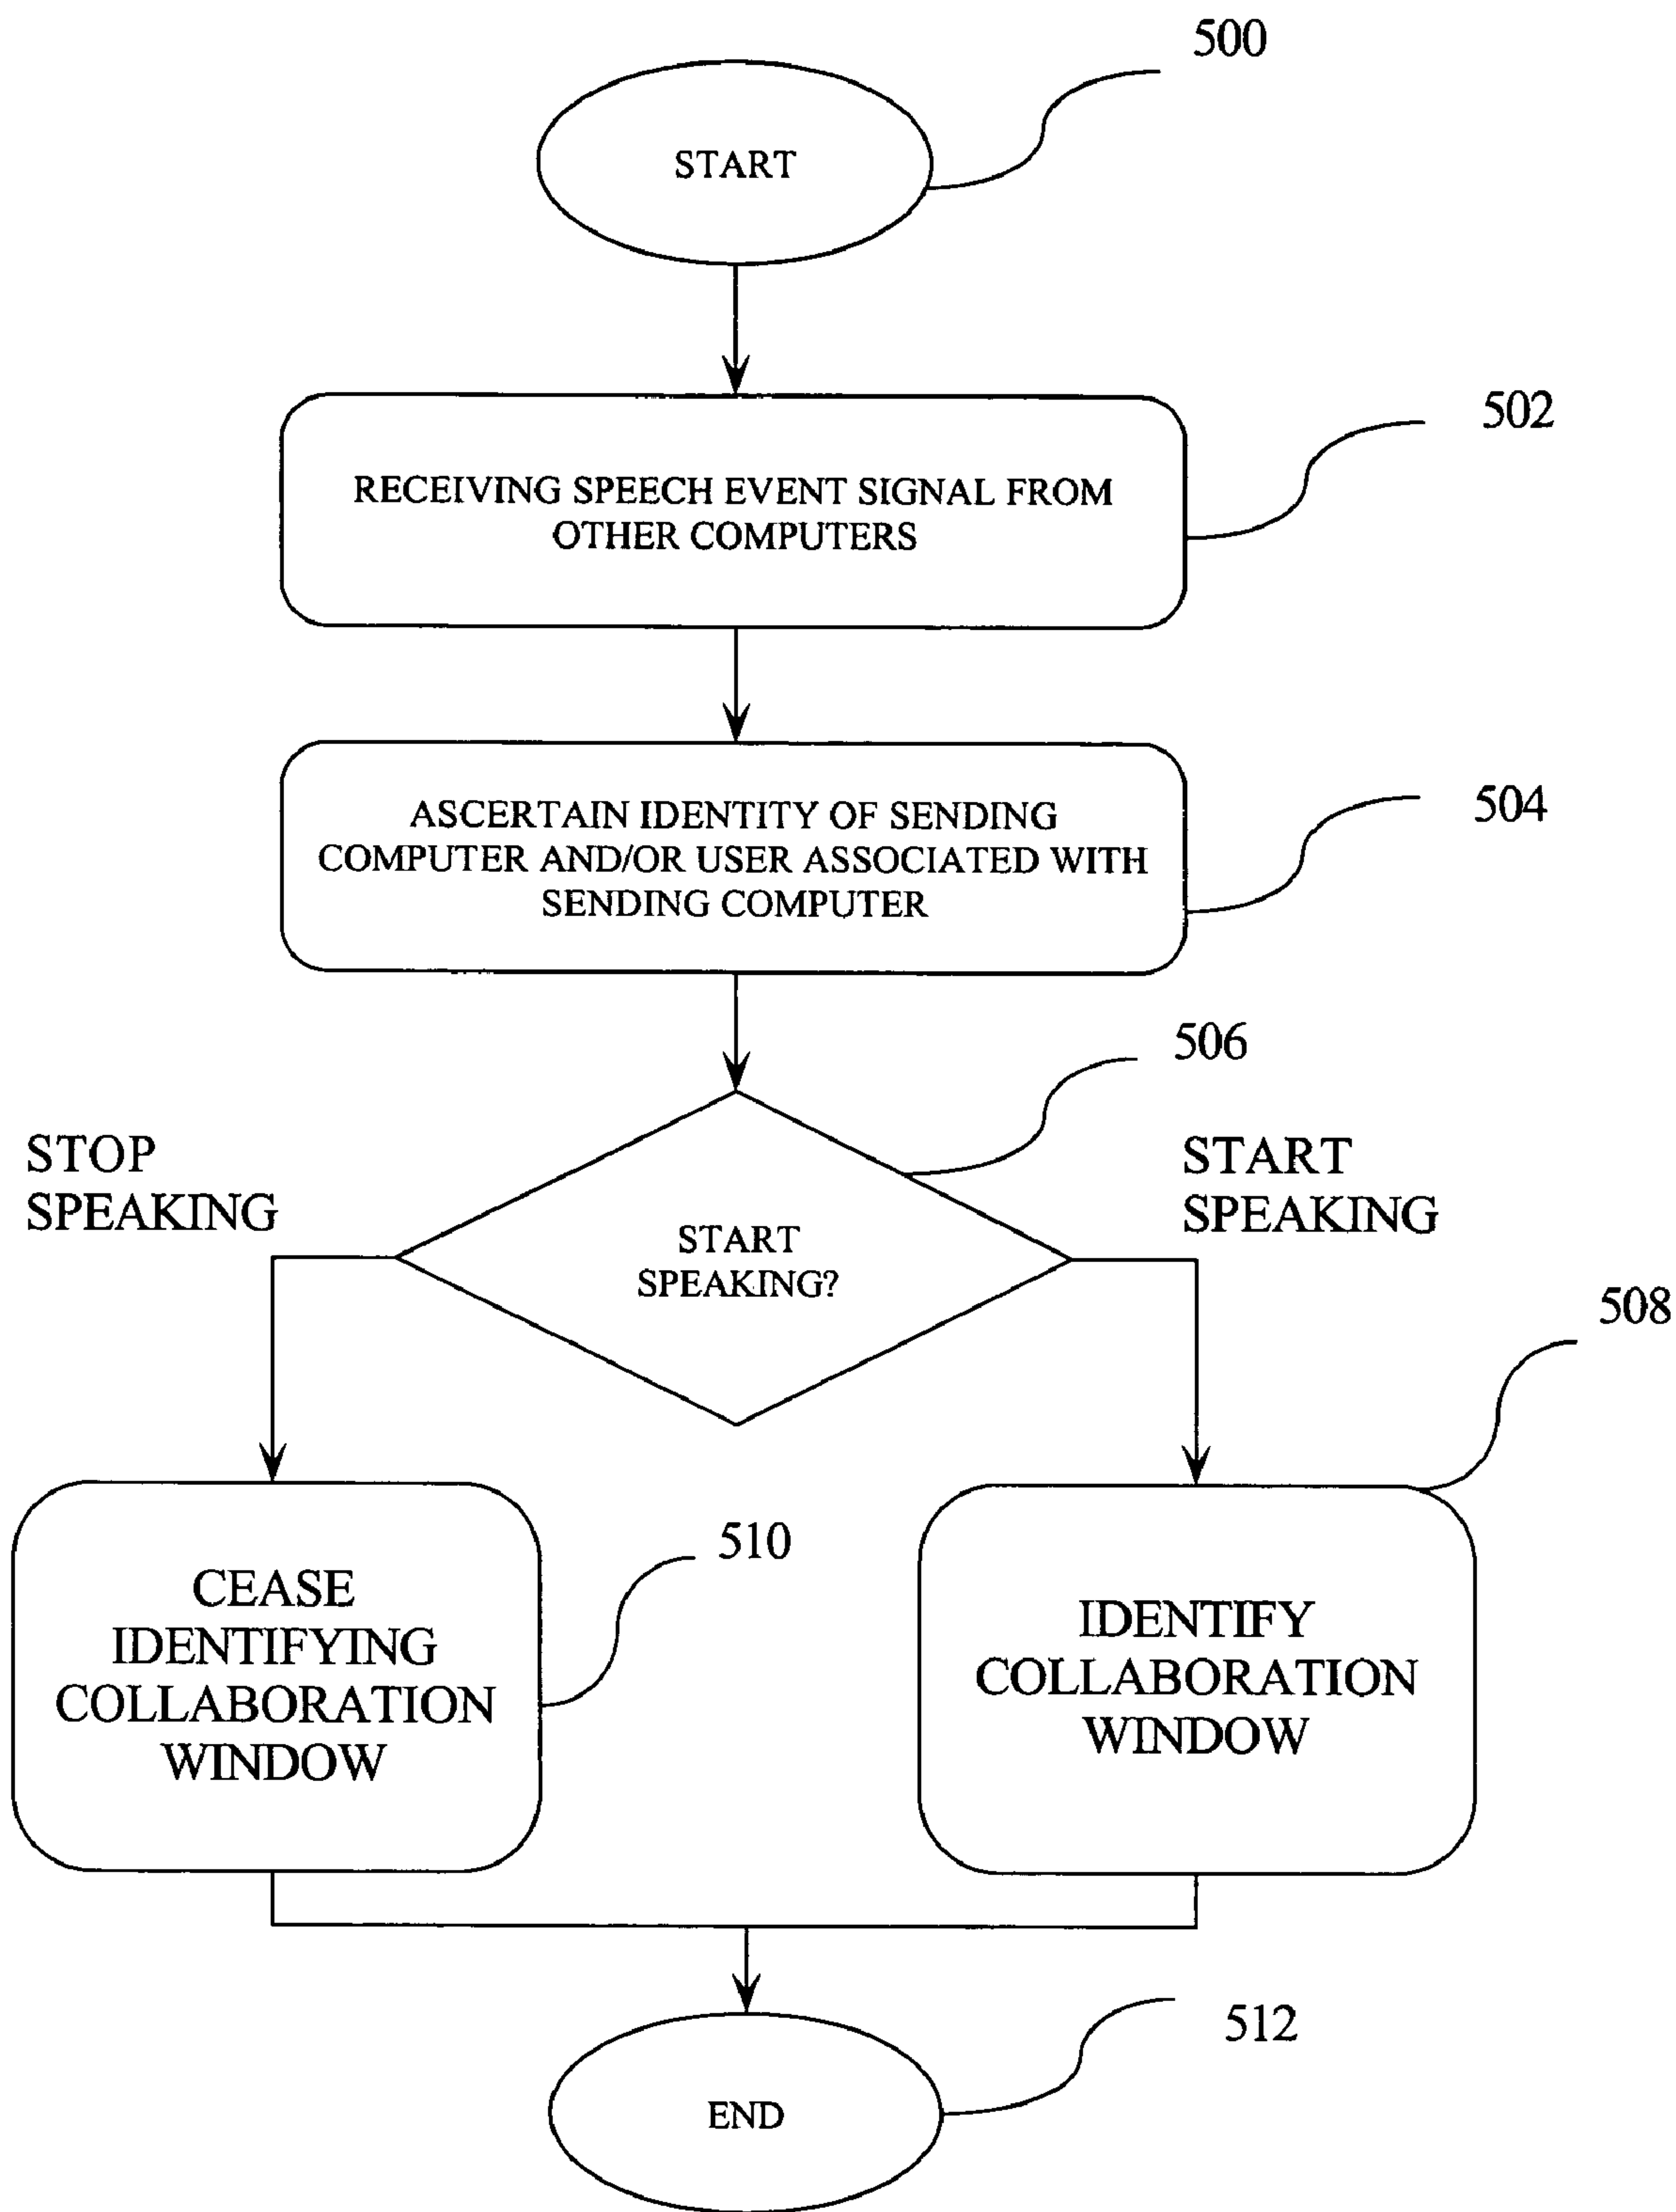 500
START
502
RECEIVING SPEECH EVENT SIGNAL FROM
OTHER COMPUTERS
504
ASCERTAIN IDENTITY OF SENDING
COMPUTER AND/OR USER ASSOCIATED WITH
SENDING COMPUTER
506
STOP
SPEAKING
START
SPEAKING
START
SPEAKING?
508
510
CEASE
IDENTIFYING
COLLABORATION
WINDOW
IDENTIFY
COLLABORATION
WINDOW
512
END